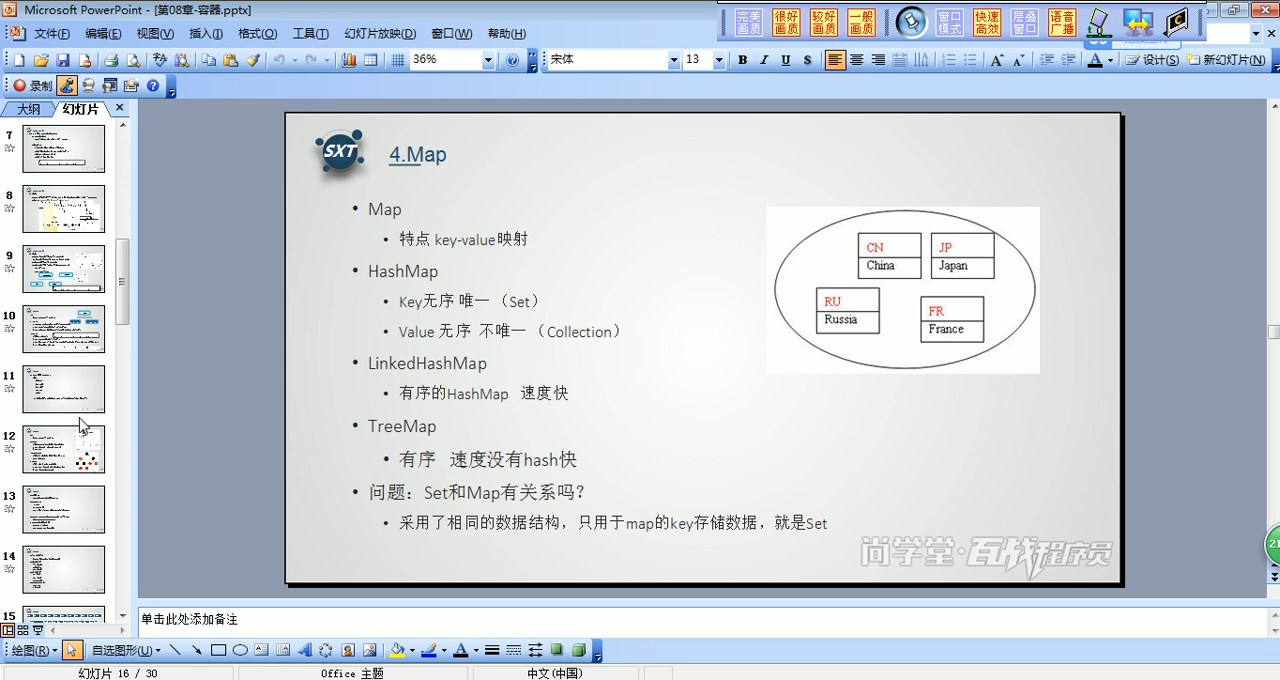 Microsoft PowerPoint - [第08章-容器.pptx]
完美画质
很好画质
较好画质
一般画质
窗口模式
快速高效
层叠窗口
语音广播
文件(F) 编辑(E) 视图(V) 插入(I) 格式(O) 工具(T) 幻灯片放映(D) 窗口(W) 帮助(H)
36% 宋体 13 B I U S 设计(S) 新幻灯片(N)
录制
大纲 幻灯片
7
8
9
10
11
12
13
14
15
SXT
4.Map
• Map
• 特点 key-value映射
• HashMap
• Key无序 唯一 （Set）
• Value 无序 不唯一 （Collection）
• LinkedHashMap
• 有序的HashMap 速度快
• TreeMap
• 有序 速度没有hash快
• 问题：Set和Map有关系吗？
• 采用了相同的数据结构，只用于map的key存储数据，就是Set
CN
China
JP
Japan
RU
Russia
FR
France
尚学堂·百战程序员
21
单击此处添加备注
绘图(R) 自选图形(U)
幻灯片 16 / 30 Office 主题 中文(中国)